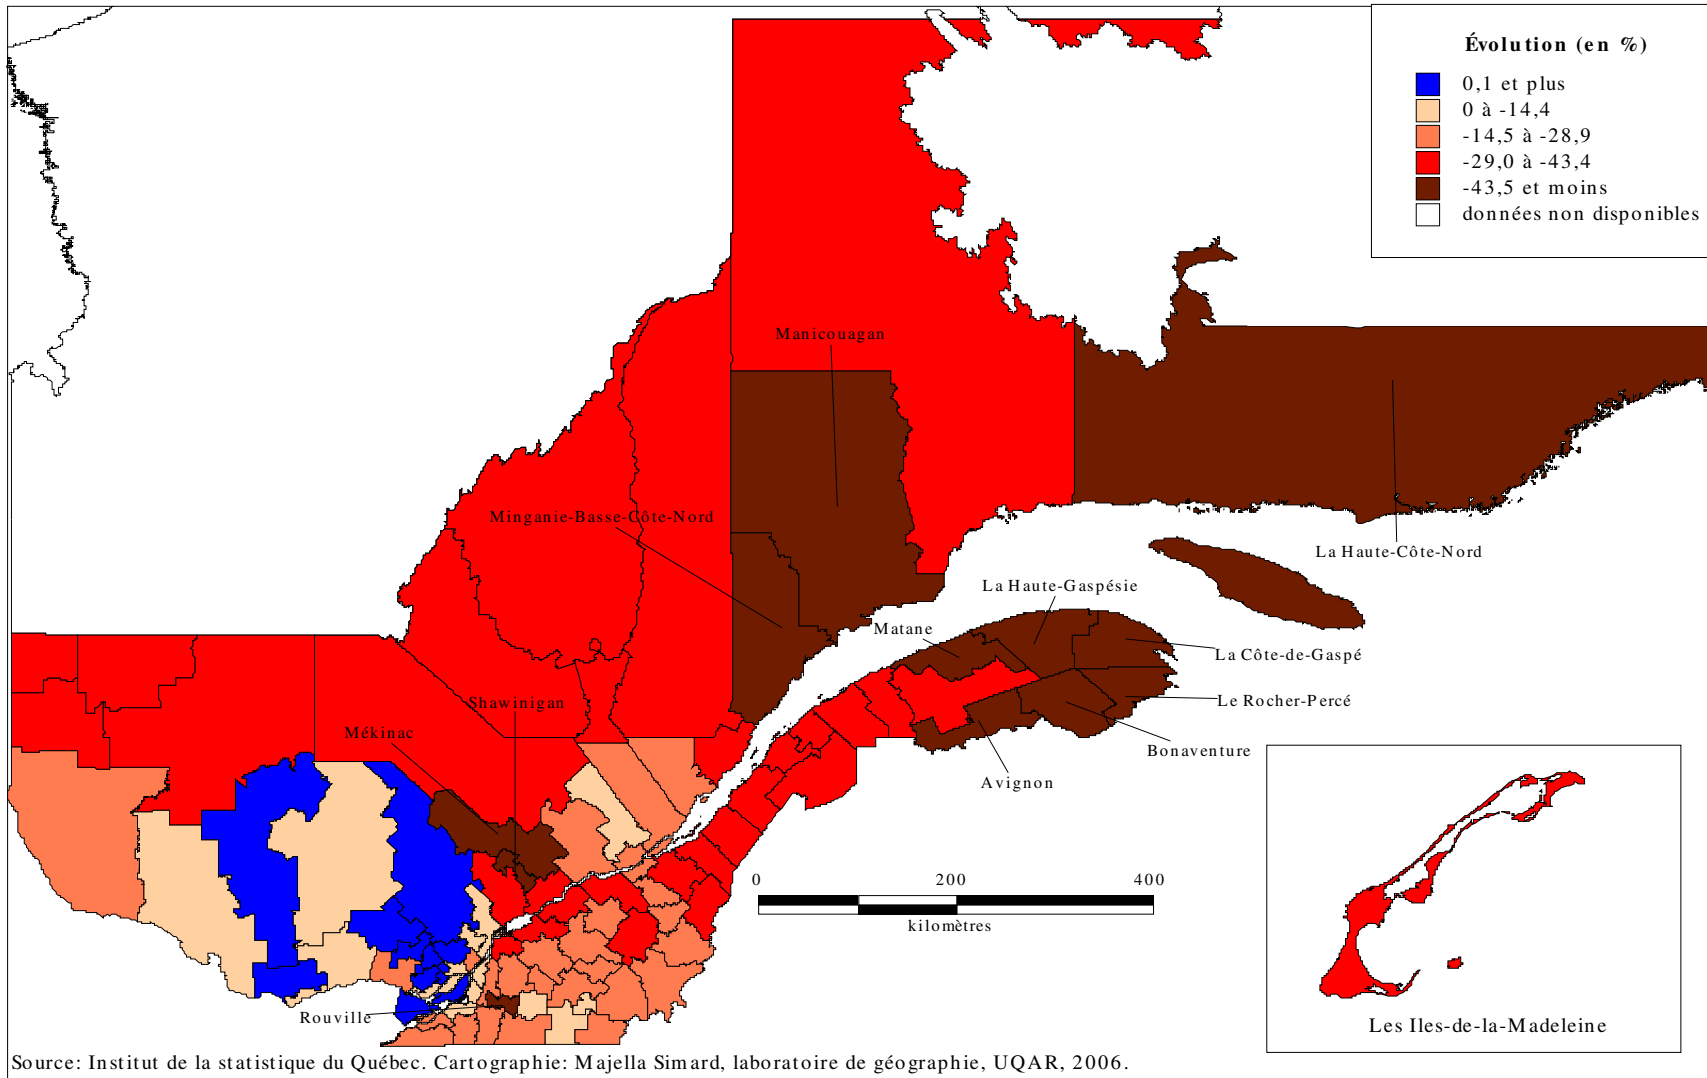 Évolution (en %)
0,1 et plus
0 à -14,4
-14,5 à -28,9
-29,0 à -43,4
-43,5 et moins
données non disponibles
Manicouagan
Minganie-Basse-Côte-Nord
La Haute-Côte-Nord
La Haute-Gaspésie
Matane
La Côte-de-Gaspé
Shawinigan
Le Rocher-Percé
Mékinac
Bonaventure
Avignon
0 200 400
kilomètres
Rouville
Les Iles-de-la-Madeleine
Source: Institut de la statistique du Québec. Cartographie: Majella Simard, laboratoire de géographie, UQAR, 2006.